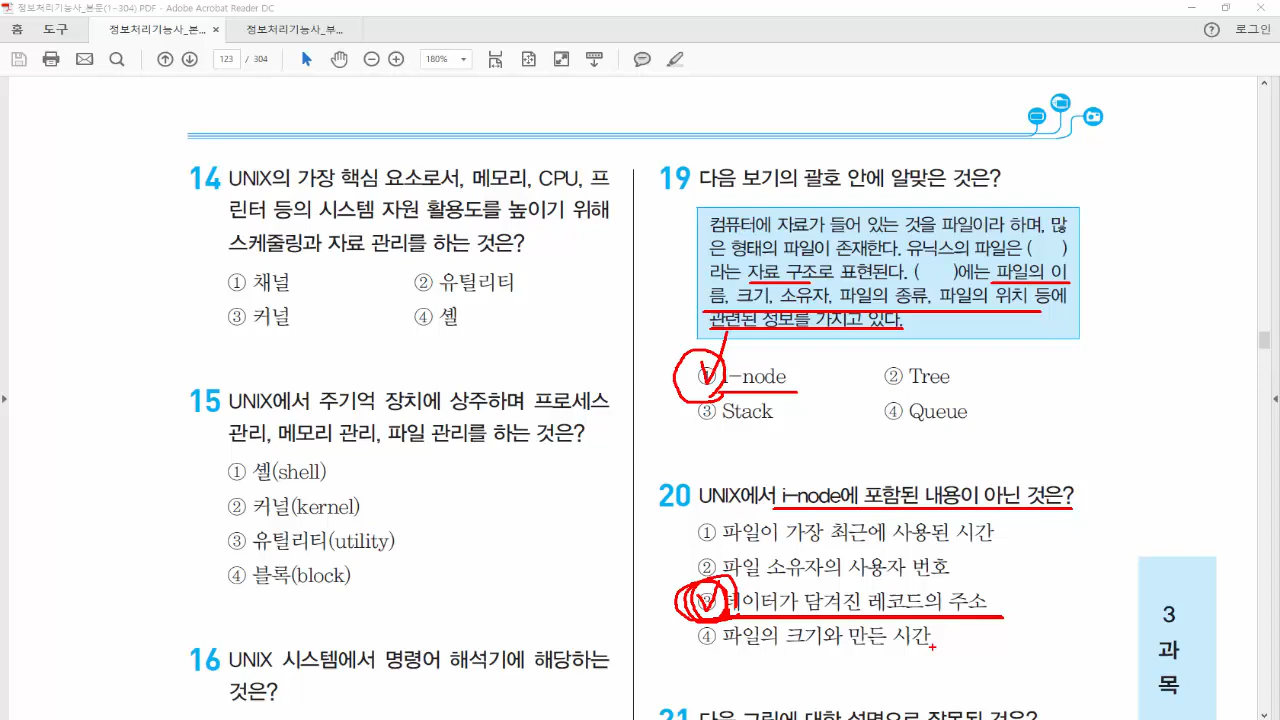 정보처리기능사_본문(1-304) PDF - Adobe Acrobat Reader DC
홈 도구 정보처리기능사_본... × 정보처리기능사_부... ? 로그인
123 / 304 180%
14 UNIX의 가장 핵심 요소로서, 메모리, CPU, 프
린터 등의 시스템 자원 활용도를 높이기 위해
스케줄링과 자료 관리를 하는 것은?
① 채널 ② 유틸리티
③ 커널 ④ 셸
15 UNIX에서 주기억 장치에 상주하며 프로세스
관리, 메모리 관리, 파일 관리를 하는 것은?
① 셸(shell)
② 커널(kernel)
③ 유틸리티(utility)
④ 블록(block)
16 UNIX 시스템에서 명령어 해석기에 해당하는
것은?
19 다음 보기의 괄호 안에 알맞은 것은?
컴퓨터에 자료가 들어 있는 것을 파일이라 하며, 많
은 형태의 파일이 존재한다. 유닉스의 파일은 ( )
라는 자료 구조로 표현된다. ( )에는 파일의 이
름, 크기, 소유자, 파일의 종류, 파일의 위치 등에
관련된 정보를 가지고 있다.
① i-node ② Tree
③ Stack ④ Queue
20 UNIX에서 i-node에 포함된 내용이 아닌 것은?
① 파일이 가장 최근에 사용된 시간
② 파일 소유자의 사용자 번호
③ 데이터가 담겨진 레코드의 주소
④ 파일의 크기와 만든 시간
3
과
목
21 다음 그림에 대한 설명으로 잘못된 것은?